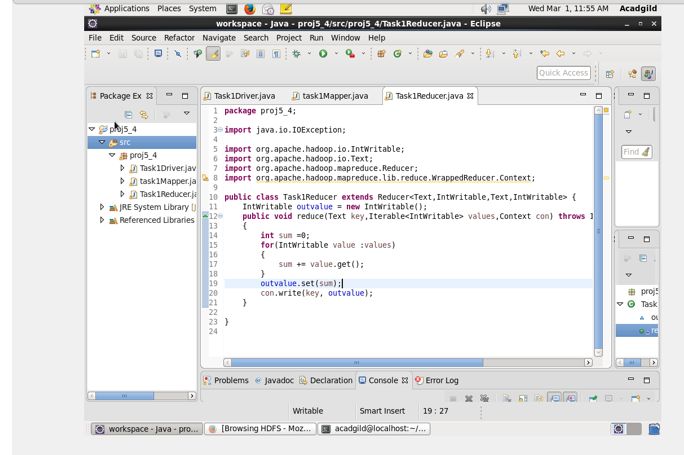 Applications Places System Wed Mar 1, 11:55 AM Acadgild
workspace - Java - proj5_4/src/proj5_4/Task1Reducer.java - Eclipse
File Edit Source Refactor Navigate Search Project Run Window Help
Quick Access
Package Ex
Task1Driver.java task1Mapper.java Task1Reducer.java
proj5_4
src
proj5_4
Task1Driver.jav
task1Mapper.ja
Task1Reducer.j
JRE System Library [
Referenced Libraries
1 package proj5_4;
2
3 import java.io.IOException;
4
5 import org.apache.hadoop.io.IntWritable;
6 import org.apache.hadoop.io.Text;
7 import org.apache.hadoop.mapreduce.Reducer;
8 import org.apache.hadoop.mapreduce.lib.reduce.WrappedReducer.Context;
9
10 public class Task1Reducer extends Reducer<Text,IntWritable,Text,IntWritable> {
11 IntWritable outvalue = new IntWritable();
12 public void reduce(Text key,Iterable<IntWritable> values,Context con) throws I
13 {
14 int sum =0;
15 for(IntWritable value :values)
16 {
17 sum += value.get();
18 }
19 outvalue.set(sum);
20 con.write(key, outvalue);
21 }
22
23 }
24
Find
proj5
Task
ou
re
Problems Javadoc Declaration Console Error Log
Writable Smart Insert 19 : 27
workspace - Java - pro... [Browsing HDFS - Moz... acadgild@localhost:~/...